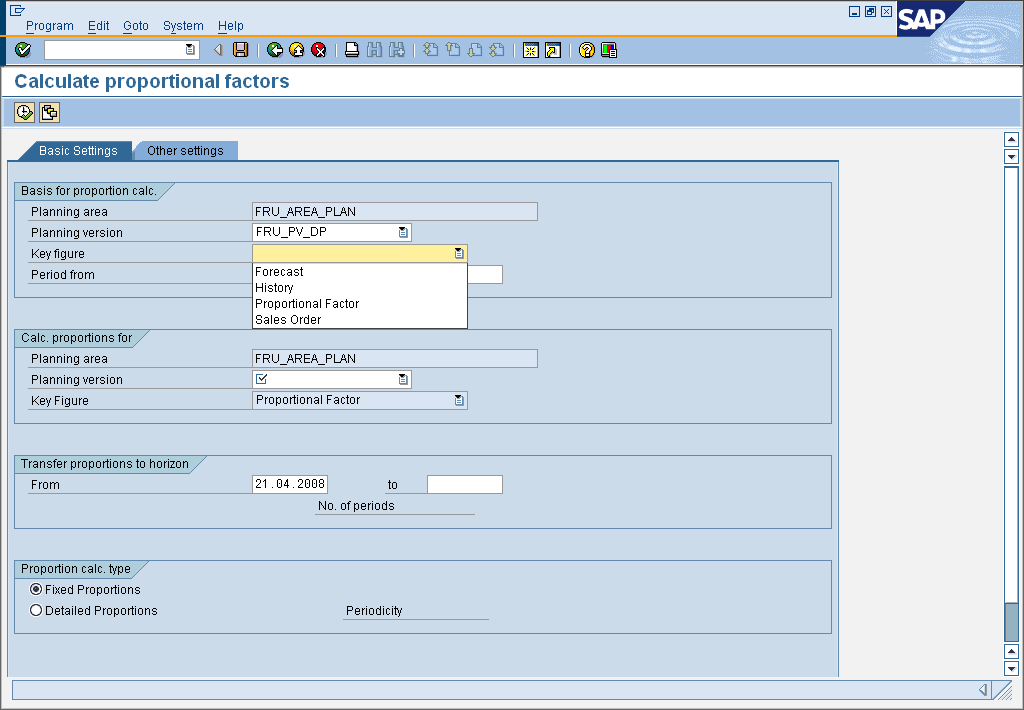 Program Edit Goto System Help
SAP
Calculate proportional factors
Basic Settings Other settings
Basis for proportion calc.
Planning area FRU_AREA_PLAN
Planning version FRU_PV_DP
Key figure
Period from
Forecast
History
Proportional Factor
Sales Order
Calc. proportions for
Planning area FRU_AREA_PLAN
Planning version
Key Figure Proportional Factor
Transfer proportions to horizon
From 21.04.2008 to
No. of periods
Proportion calc. type
Fixed Proportions
Detailed Proportions Periodicity